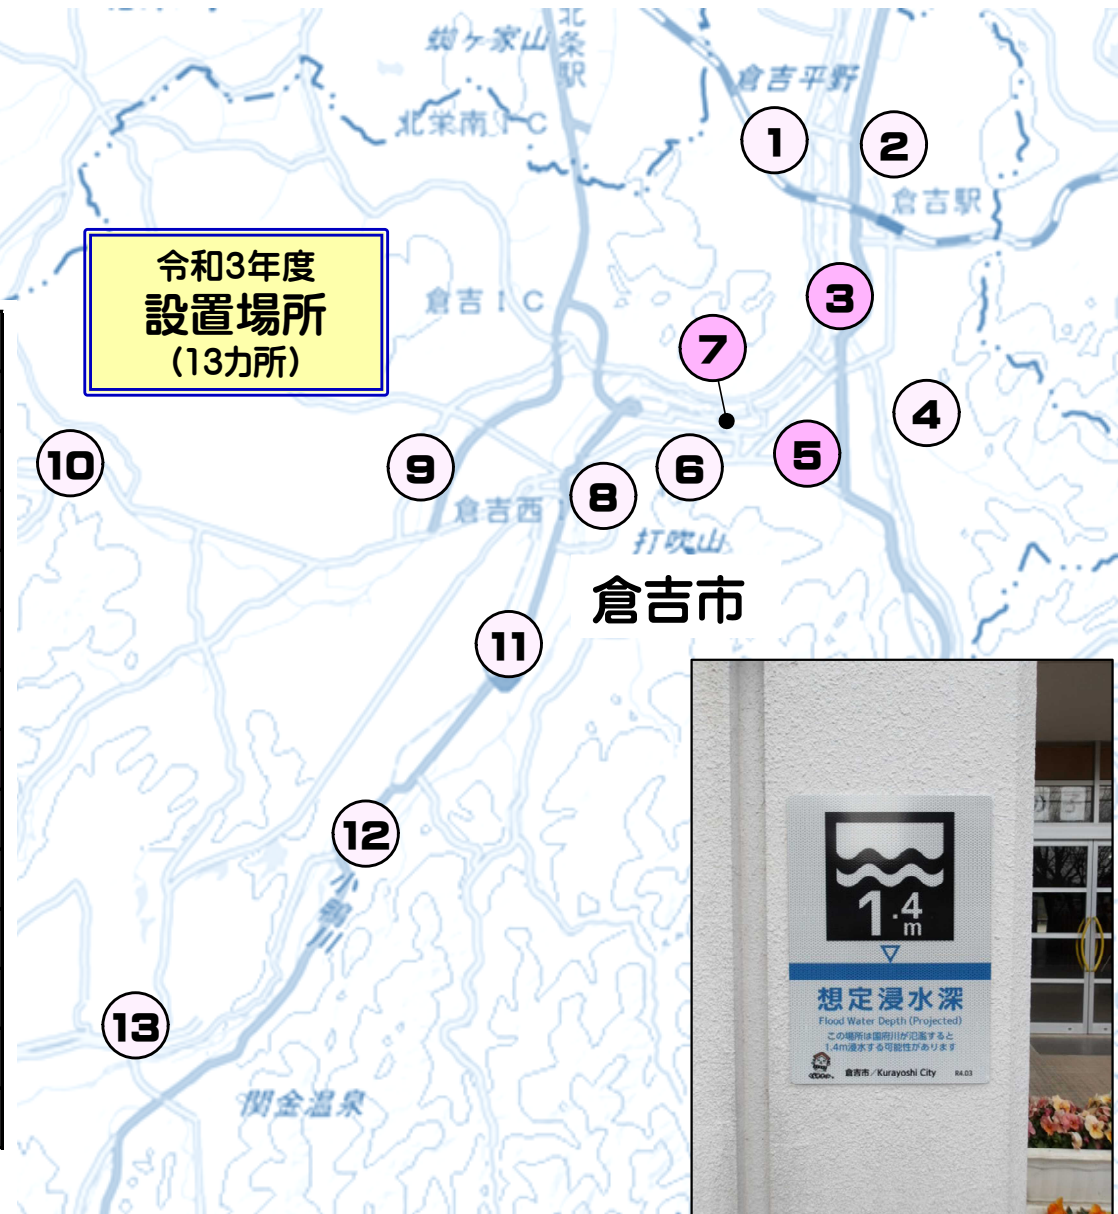 蜘ヶ家山
北条駅
倉吉平野
北栄南IC
1
2
倉吉駅
令和3年度
設置場所
(13カ所)
倉吉IC
3
7
4
5
6
10
9
8
倉吉西
打吹山
倉吉市
11
12
小鴨川
13
関金温泉
1.4m
想定浸水深
Flood Water Depth (Projected)
この場所は国府川が氾濫すると
1.4m浸水する可能性があります
倉吉市/Kurayoshi City
R4.03